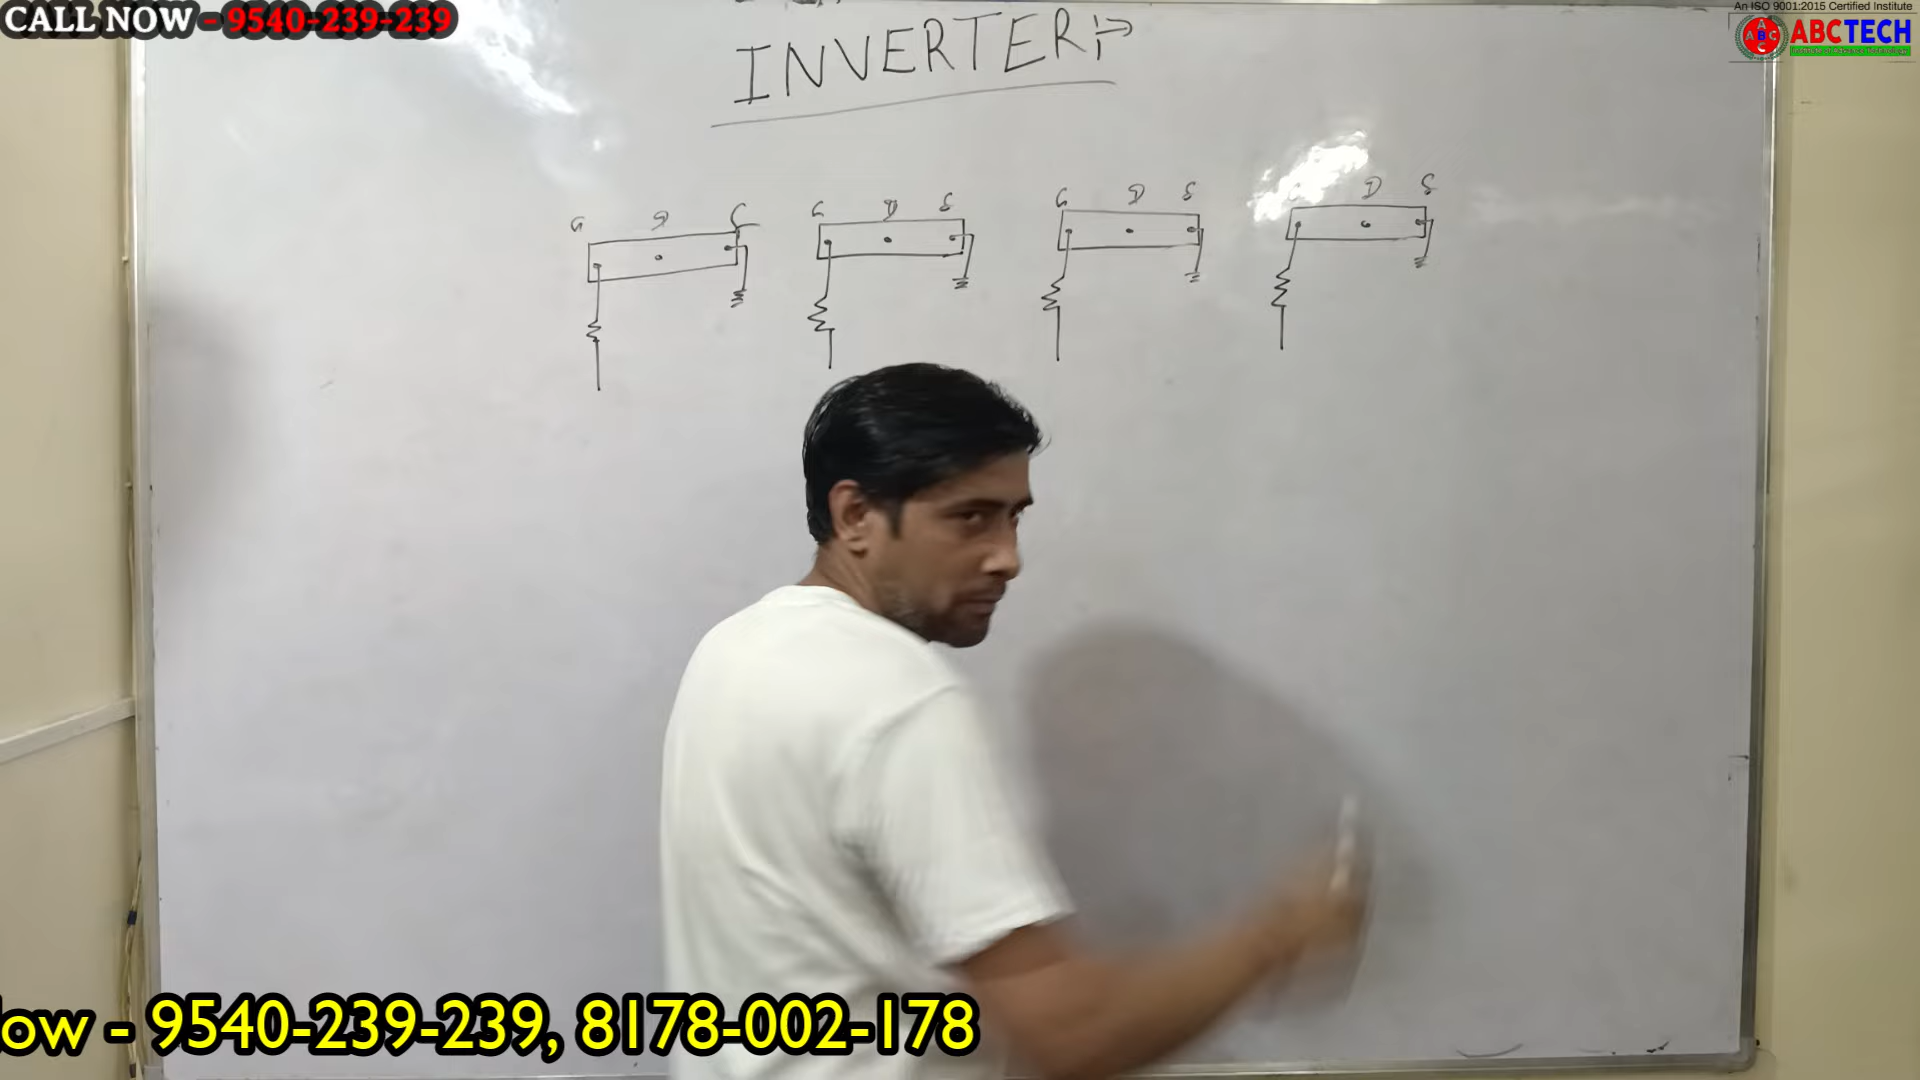 An ISO 9001:2015 Certified Institute
CALL NOW - 9540-239-239
ABCTECH
INVERTER:-
G D S G D S G D S G D S
ow - 9540-239-239, 8178-002-178